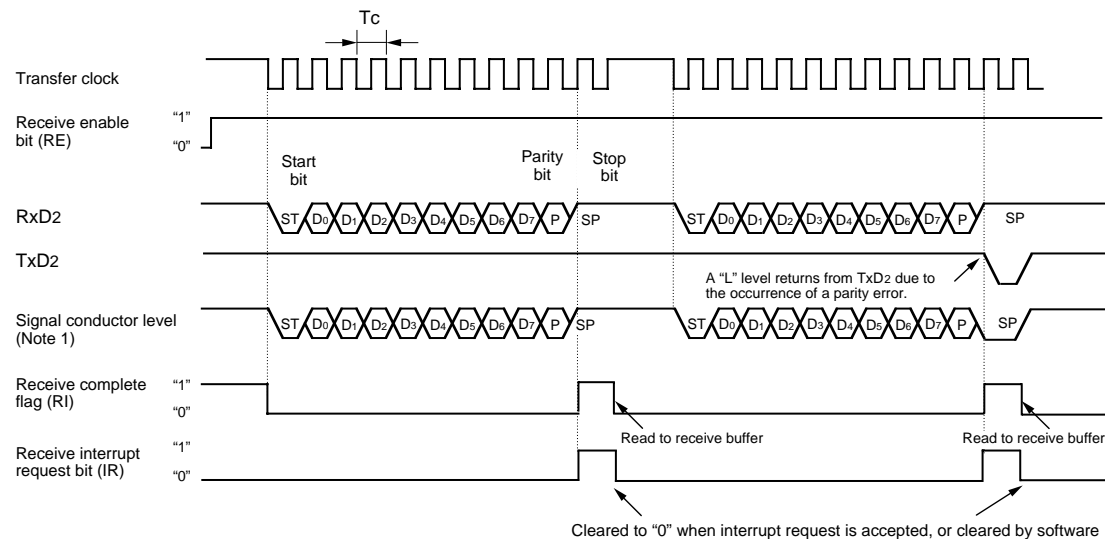 Tc
Transfer clock
Receive enable
bit (RE)
“1”
“0”
Start
bit
Parity
bit
Stop
bit
RxD2
ST D0 D1 D2 D3 D4 D5 D6 D7 P SP
ST D0 D1 D2 D3 D4 D5 D6 D7 P SP
TxD2
A “L” level returns from TxD2 due to
the occurrence of a parity error.
Signal conductor level
(Note 1)
ST D0 D1 D2 D3 D4 D5 D6 D7 P SP
ST D0 D1 D2 D3 D4 D5 D6 D7 P SP
Receive complete
flag (RI)
“1”
“0”
Read to receive buffer
Read to receive buffer
Receive interrupt
request bit (IR)
“1”
“0”
Cleared to “0” when interrupt request is accepted, or cleared by software